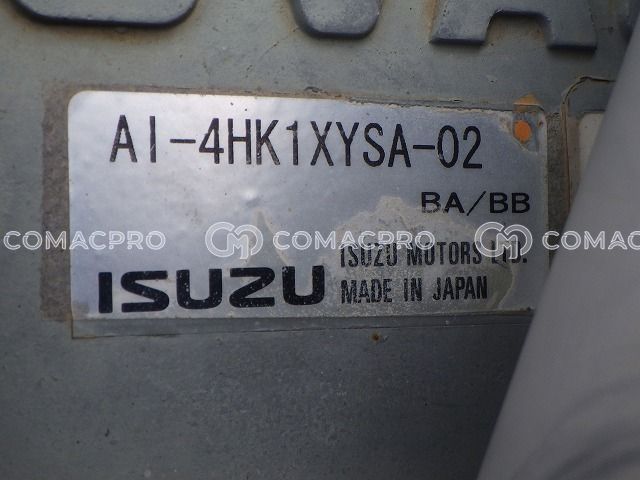 AI-4HK1XYSA-02
BA/BB
COMACPRO COMACPRO COMACPRO
ISUZU MOTORS LTD.
ISUZU MADE IN JAPAN